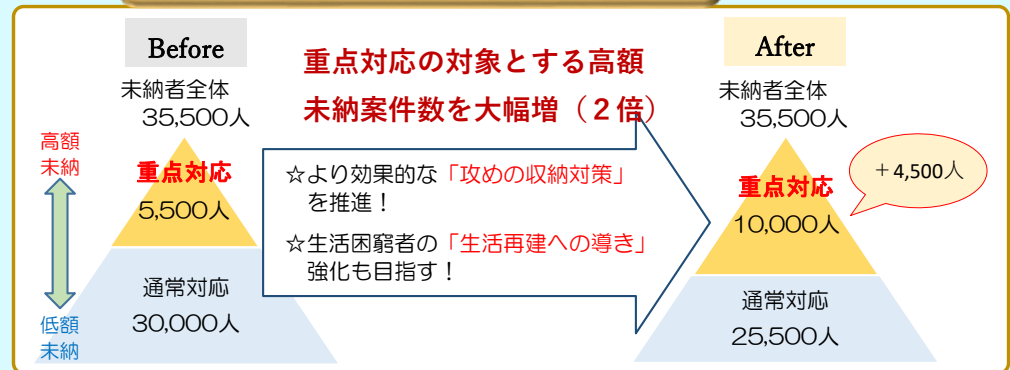 Before
未納者全体
35,500人
高額
未納
重点対応
5,500人
通常対応
30,000人
低額
未納
重点対応の対象とする高額
未納案件数を大幅増（２倍）
☆より効果的な「攻めの収納対策」
を推進！
☆生活困窮者の「生活再建への導き」
強化も目指す！
After
未納者全体
35,500人
重点対応
10,000人
＋4,500人
通常対応
25,500人